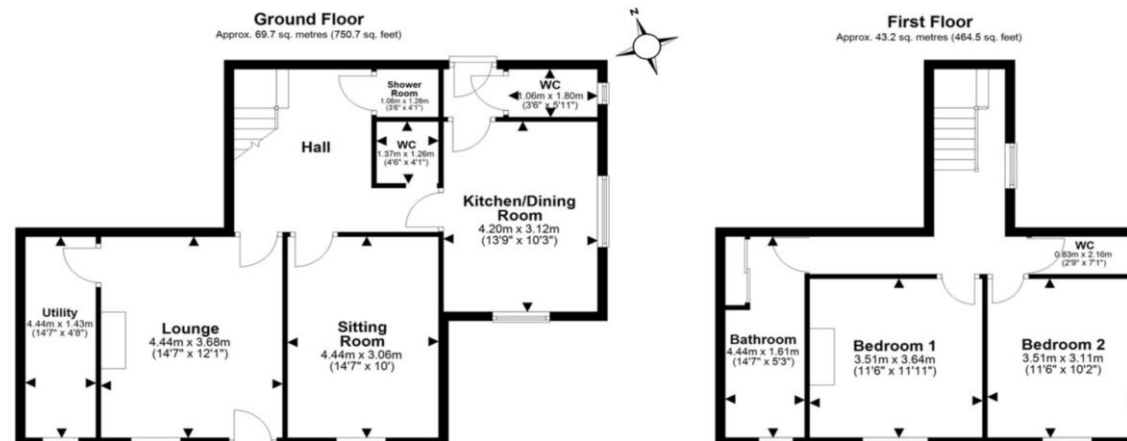 Ground Floor
Approx. 69.7 sq. metres (750.7 sq. feet)
N
First Floor
Approx. 43.2 sq. metres (464.5 sq. feet)
Shower
Room
1.06m x 1.26m
(3'6" x 4'1")
WC
1.06m x 1.80m
(3'6" x 5'11")
Hall
WC
1.37m x 1.26m
(4'6" x 4'1")
Kitchen/Dining
Room
4.20m x 3.12m
(13'9" x 10'3")
Utility
4.44m x 1.43m
(14'7" x 4'8")
Lounge
4.44m x 3.68m
(14'7" x 12'1")
Sitting
Room
4.44m x 3.06m
(14'7" x 10')
WC
0.83m x 2.16m
(2'9" x 7'1")
Bathroom
4.44m x 1.61m
(14'7" x 5'3")
Bedroom 1
3.51m x 3.64m
(11'6" x 11'11")
Bedroom 2
3.51m x 3.11m
(11'6" x 10'2")